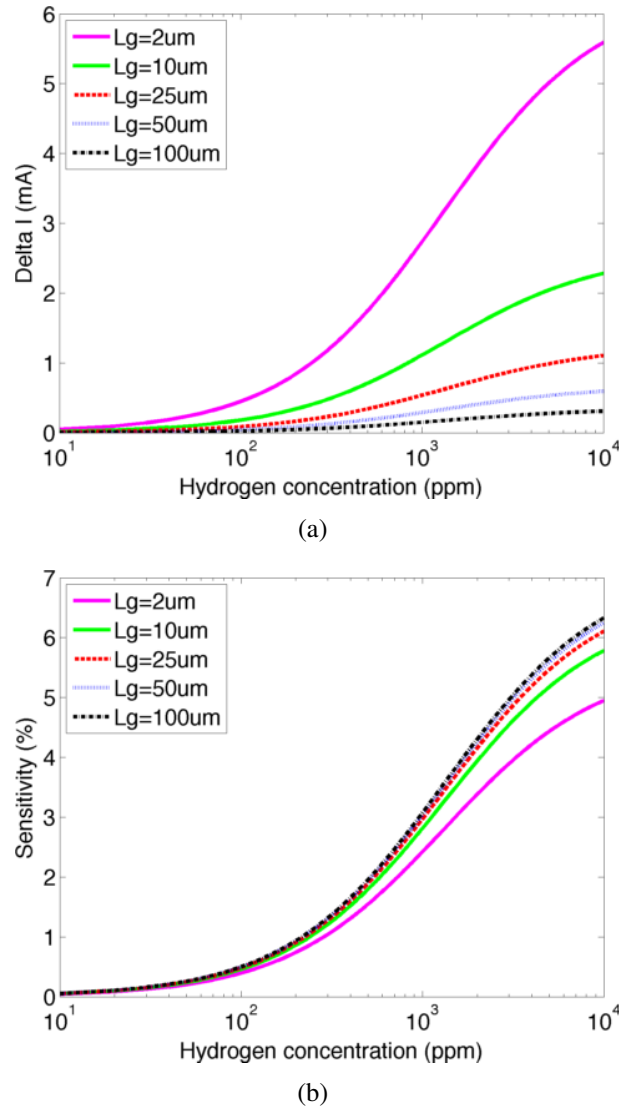 6
5
4
3
2
1
0
Delta I (mA)
Lg=2um
Lg=10um
Lg=25um
Lg=50um
Lg=100um
10^1 10^2 10^3 10^4
Hydrogen concentration (ppm)
(a)
7
6
5
4
3
2
1
0
Sensitivity (%)
Lg=2um
Lg=10um
Lg=25um
Lg=50um
Lg=100um
10^1 10^2 10^3 10^4
Hydrogen concentration (ppm)
(b)